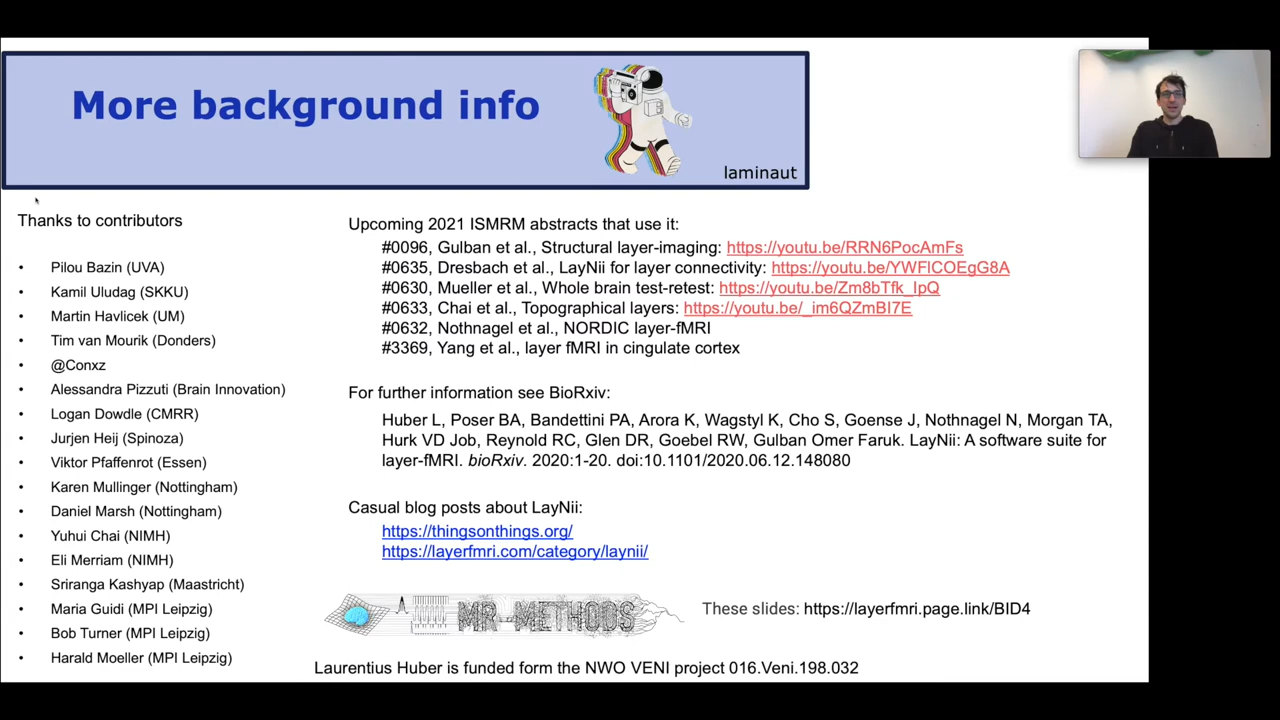 More background info
laminaut
Thanks to contributors
• Pilou Bazin (UVA)
• Kamil Uludag (SKKU)
• Martin Havlicek (UM)
• Tim van Mourik (Donders)
• @Conxz
• Alessandra Pizzuti (Brain Innovation)
• Logan Dowdle (CMRR)
• Jurjen Heij (Spinoza)
• Viktor Pfaffenrot (Essen)
• Karen Mullinger (Nottingham)
• Daniel Marsh (Nottingham)
• Yuhui Chai (NIMH)
• Eli Merriam (NIMH)
• Sriranga Kashyap (Maastricht)
• Maria Guidi (MPI Leipzig)
• Bob Turner (MPI Leipzig)
• Harald Moeller (MPI Leipzig)
Upcoming 2021 ISMRM abstracts that use it:
#0096, Gulban et al., Structural layer-imaging: https://youtu.be/RRN6PocAmFs
#0635, Dresbach et al., LayNii for layer connectivity: https://youtu.be/YWFlCOEgG8A
#0630, Mueller et al., Whole brain test-retest: https://youtu.be/Zm8bTfk_IpQ
#0633, Chai et al., Topographical layers: https://youtu.be/_im6QZmBI7E
#0632, Nothnagel et al., NORDIC layer-fMRI
#3369, Yang et al., layer fMRI in cingulate cortex
For further information see BioRxiv:
Huber L, Poser BA, Bandettini PA, Arora K, Wagstyl K, Cho S, Goense J, Nothnagel N, Morgan TA,
Hurk VD Job, Reynold RC, Glen DR, Goebel RW, Gulban Omer Faruk. LayNii: A software suite for
layer-fMRI. bioRxiv. 2020:1-20. doi:10.1101/2020.06.12.148080
Casual blog posts about LayNii:
https://thingsonthings.org/
https://layerfmri.com/category/laynii/
MR-METHODS
These slides: https://layerfmri.page.link/BID4
Laurentius Huber is funded form the NWO VENI project 016.Veni.198.032